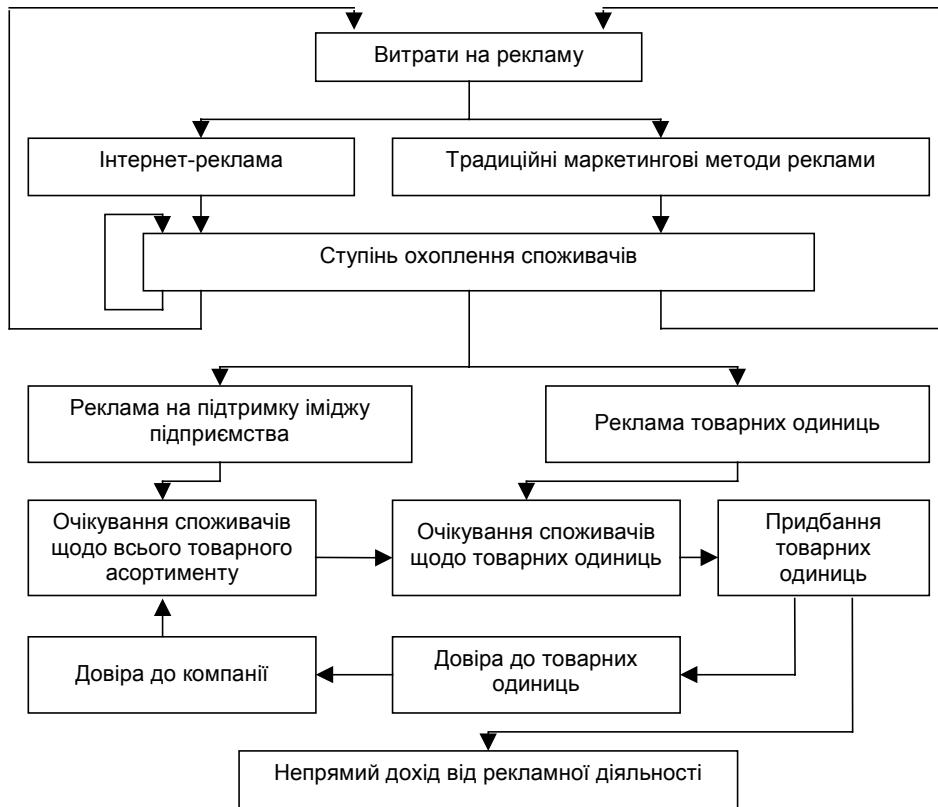 Витрати на рекламу
Інтернет-реклама
Традиційні маркетингові методи реклами
Ступінь охоплення споживачів
Реклама на підтримку іміджу
підприємства
Реклама товарних одиниць
Очікування споживачів
щодо всього товарного
асортименту
Очікування споживачів
щодо товарних одиниць
Придбання
товарних
одиниць
Довіра до компанії
Довіра до товарних
одиниць
Непрямий дохід від рекламної діяльності